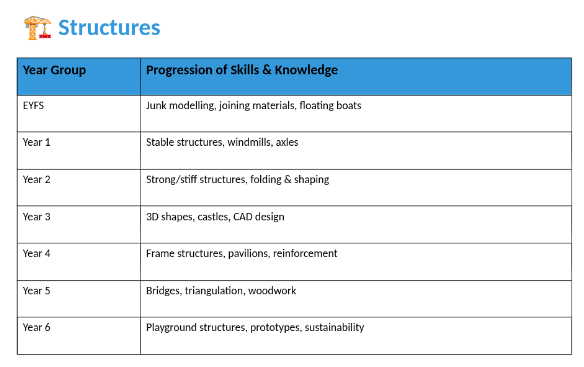 Structures
Year Group Progression of Skills & Knowledge
EYFS Junk modelling, joining materials, floating boats
Year 1 Stable structures, windmills, axles
Year 2 Strong/stiff structures, folding & shaping
Year 3 3D shapes, castles, CAD design
Year 4 Frame structures, pavilions, reinforcement
Year 5 Bridges, triangulation, woodwork
Year 6 Playground structures, prototypes, sustainability